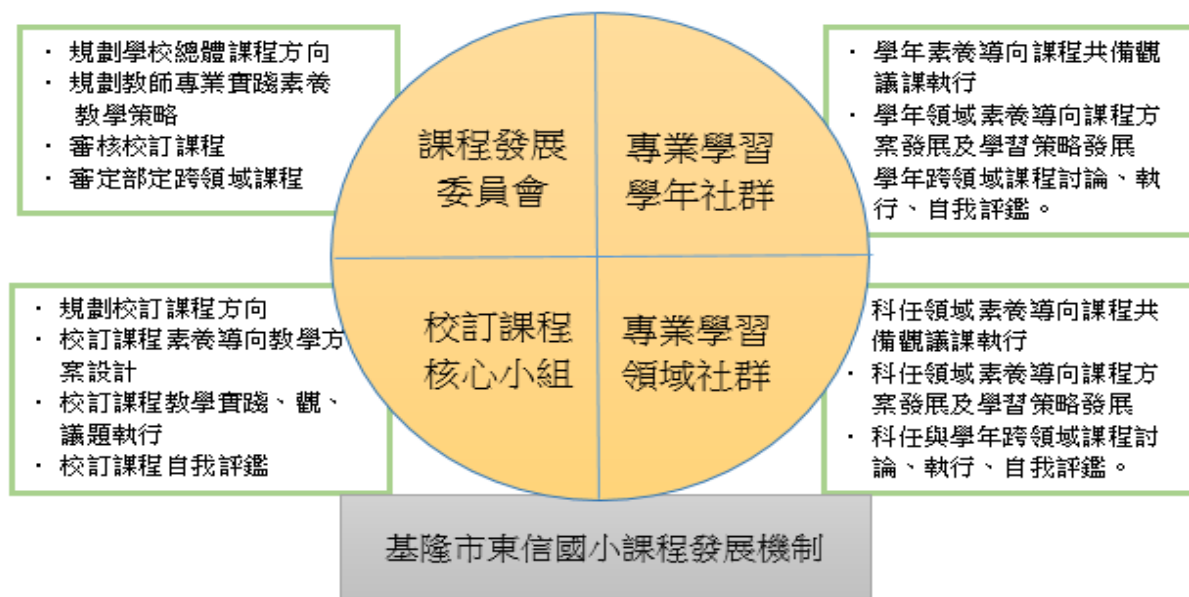 · 規劃學校總體課程方向
· 規劃教師專業實踐素養
教學策略
· 審核校訂課程
· 審定部定跨領域課程
課程發展
委員會
專業學習
學年社群
· 學年素養導向課程共備觀
議課執行
· 學年領域素養導向課程方
案發展及學習策略發展
學年跨領域課程討論、執
行、自我評鑑。
· 規劃校訂課程方向
· 校訂課程素養導向教學方
案設計
· 校訂課程教學實踐、觀、
議題執行
· 校訂課程自我評鑑
校訂課程
核心小組
專業學習
領域社群
科任領域素養導向課程共
備觀議課執行
· 科任領域素養導向課程方
案發展及學習策略發展
· 科任與學年跨領域課程討
論、執行、自我評鑑。
基隆市東信國小課程發展機制